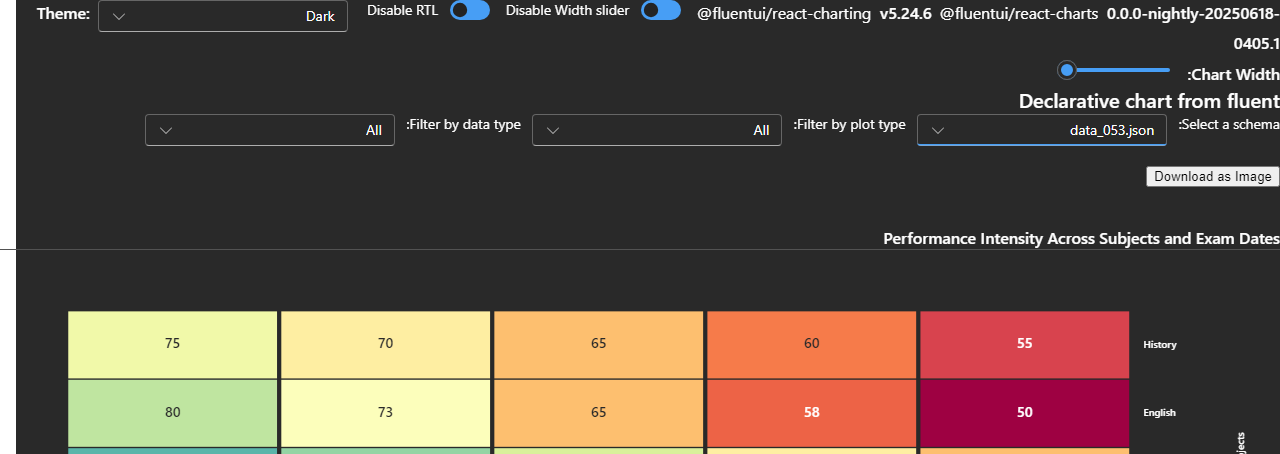 Theme:
Dark
Disable RTL
Disable Width slider
@fluentui/react-charting v5.24.6 @fluentui/react-charts 0.0.0-nightly-20250618-
0405.1
:Chart Width
Declarative chart from fluent
:Select a schema
data_053.json
:Filter by plot type
All
:Filter by data type
All
Download as Image
Performance Intensity Across Subjects and Exam Dates
75 70 65 60 55 History
80 73 65 58 50 English